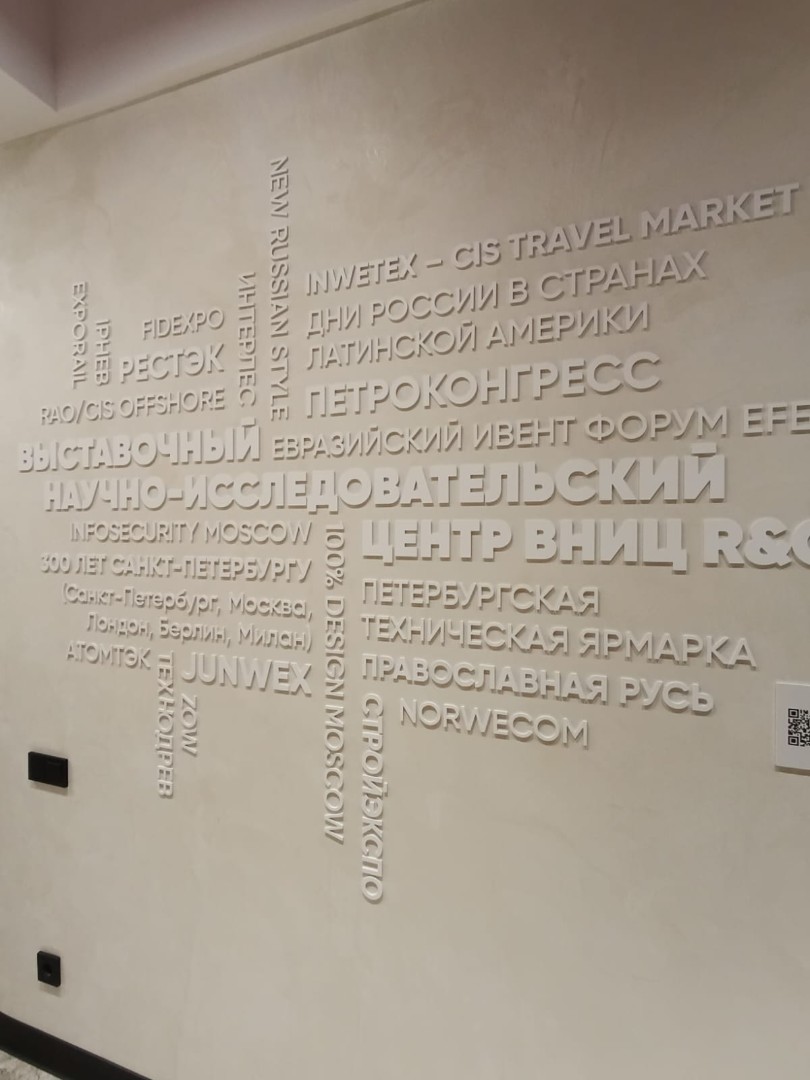 NEW RUSSIAN STYLE
INWETEX – CIS TRAVEL MARKET
ДНИ РОССИИ В СТРАНАХ
ЛАТИНСКОЙ АМЕРИКИ
EXPORAIL
IPHEB
FIDEXPO
ИНТЕРЛЕС
РЕСТЭК
ПЕТРОКОНГРЕСС
RAO/CIS OFFSHORE
ВЫСТАВОЧНЫЙ
ЕВРАЗИЙСКИЙ ИВЕНТ ФОРУМ EFE
НАУЧНО-ИССЛЕДОВАТЕЛЬСКИЙ
ЦЕНТР ВНИЦ R&C
INFOSECURITY MOSCOW
300 ЛЕТ САНКТ-ПЕТЕРБУРГУ
(Санкт-Петербург, Москва,
Лондон, Берлин, Милан)
АТОМТЭК
JUNWEX
ТЕХНОДРЕВ
ZOW
100% DESIGN MOSCOW
ПЕТЕРБУРГСКАЯ
ТЕХНИЧЕСКАЯ ЯРМАРКА
ПРАВОСЛАВНАЯ РУСЬ
NORWECOM
СТРОЙЭКСПО